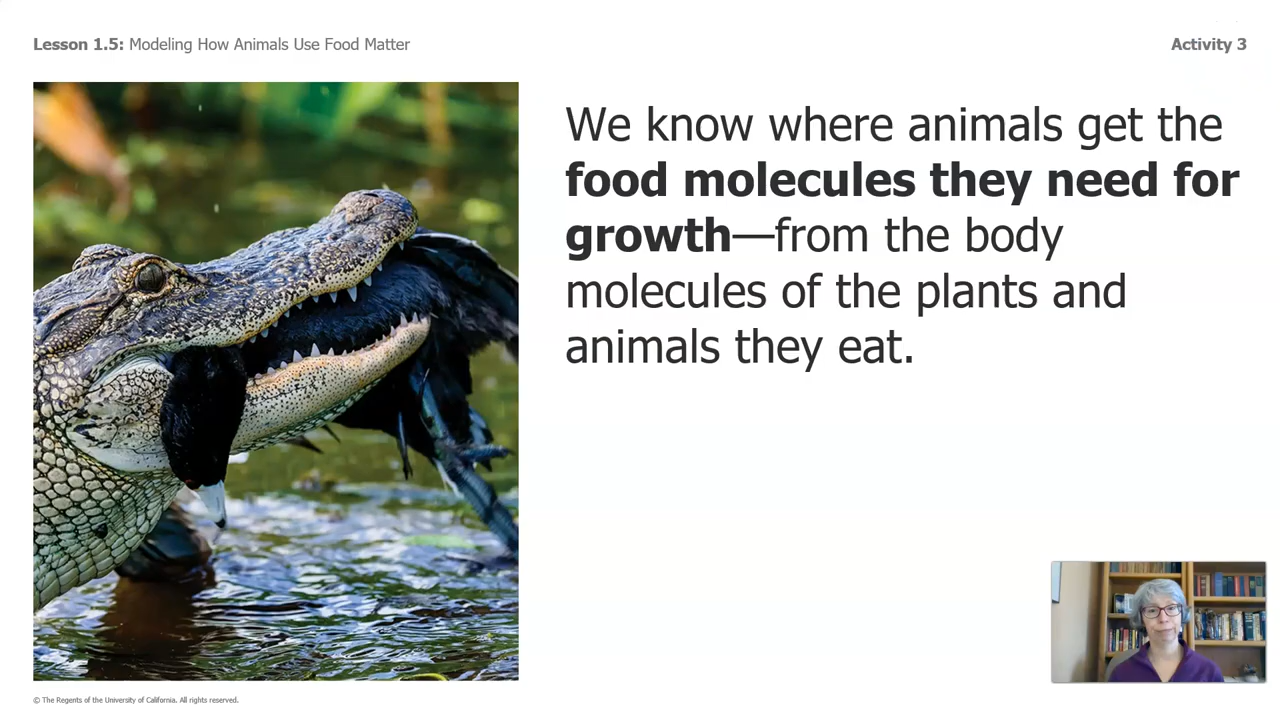 Lesson 1.5: Modeling How Animals Use Food Matter
Activity 3
We know where animals get the
food molecules they need for
growth—from the body
molecules of the plants and
animals they eat.
© The Regents of the University of California. All rights reserved.